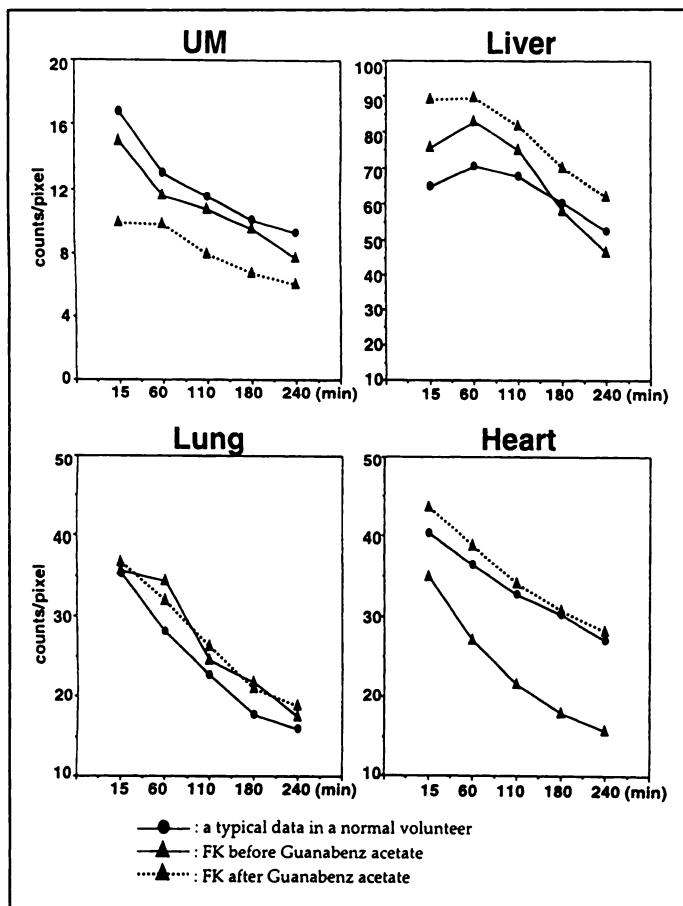 UM
20
16
12
8
4
0
counts/pixel
15 60 110 180 240 (min)
Liver
100
90
80
70
60
50
40
30
20
10
15 60 110 180 240 (min)
Lung
50
40
30
20
10
counts/pixel
15 60 110 180 240 (min)
Heart
50
40
30
20
10
15 60 110 180 240 (min)
: a typical data in a normal volunteer
: FK before Guanabenz acetate
: FK after Guanabenz acetate